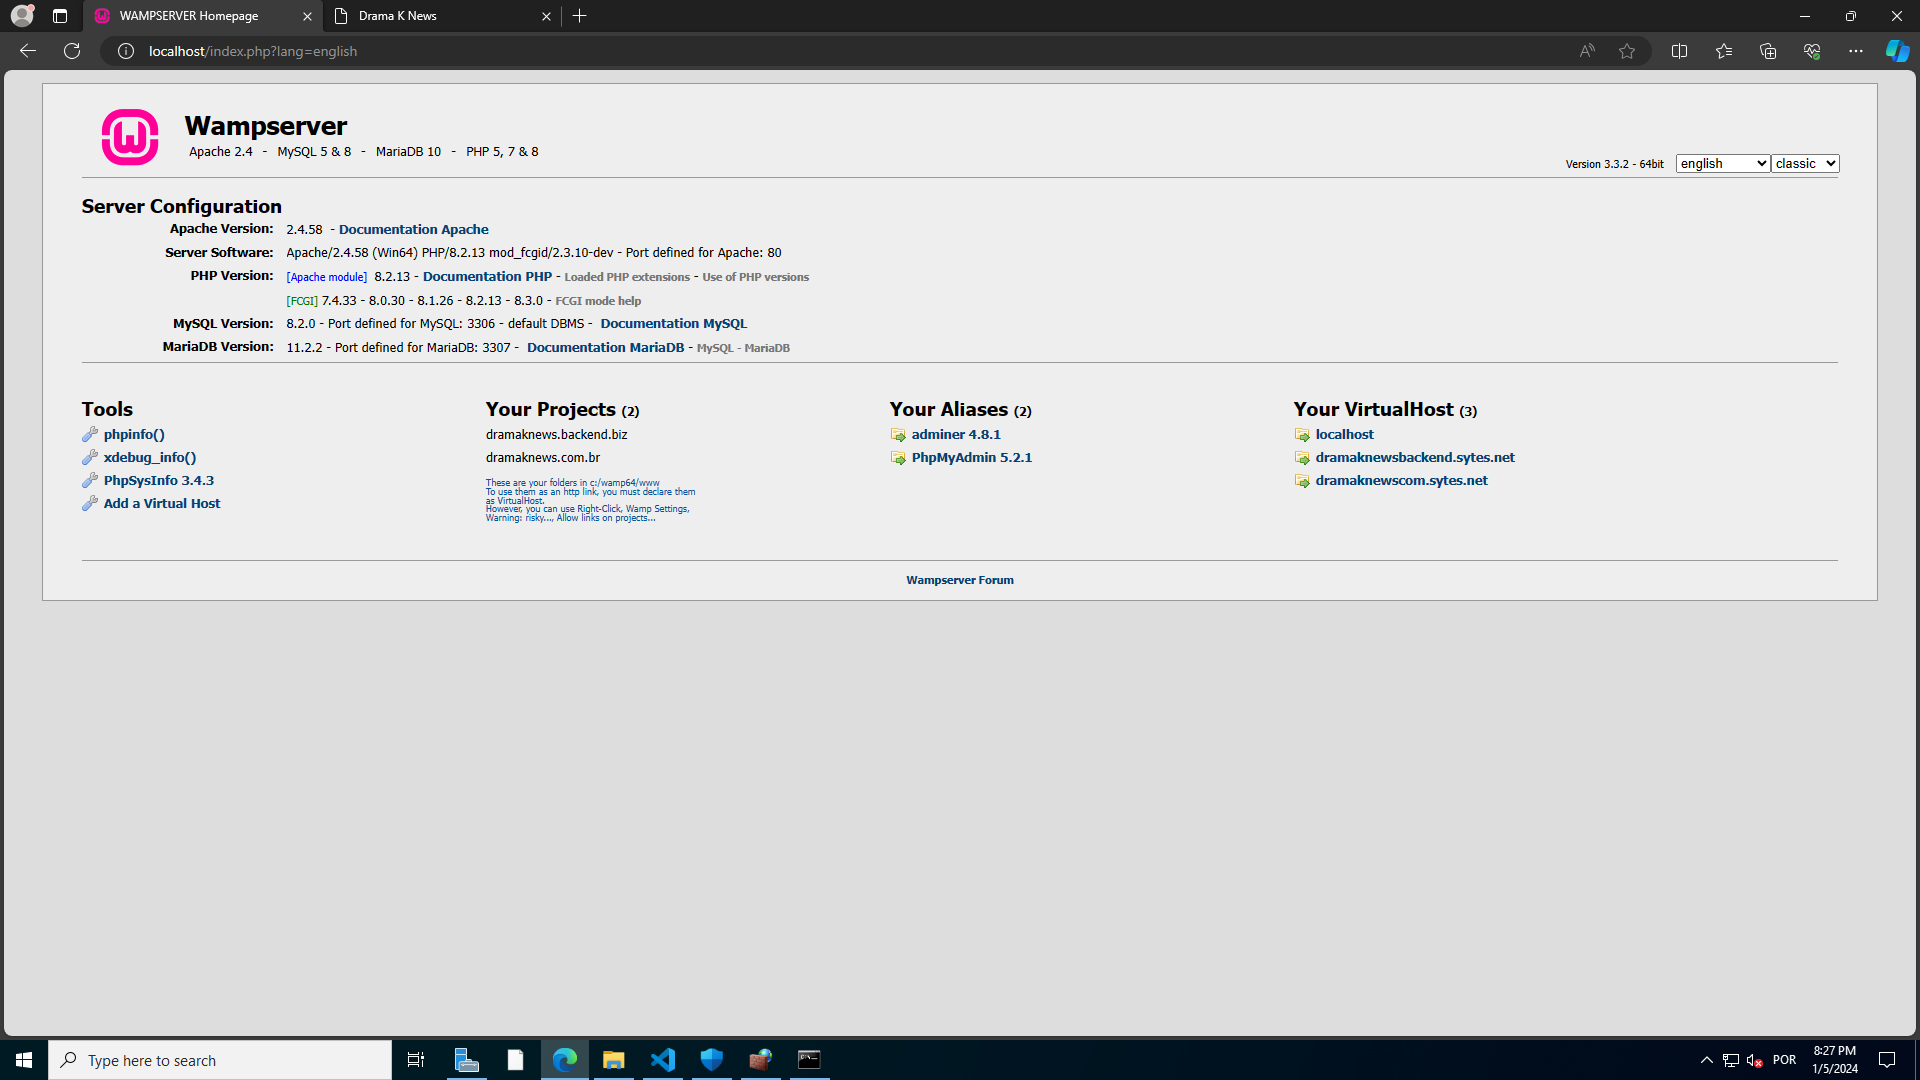 WAMPSERVER Homepage
Drama K News
localhost/index.php?lang=english
Wampserver
Apache 2.4 - MySQL 5 & 8 - MariaDB 10 - PHP 5, 7 & 8
Version 3.3.2 - 64bit english classic
Server Configuration
Apache Version: 2.4.58 - Documentation Apache
Server Software: Apache/2.4.58 (Win64) PHP/8.2.13 mod_fcgid/2.3.10-dev - Port defined for Apache: 80
PHP Version: [Apache module] 8.2.13 - Documentation PHP - Loaded PHP extensions - Use of PHP versions
[FCGI] 7.4.33 - 8.0.30 - 8.1.26 - 8.2.13 - 8.3.0 - FCGI mode help
MySQL Version: 8.2.0 - Port defined for MySQL: 3306 - default DBMS - Documentation MySQL
MariaDB Version: 11.2.2 - Port defined for MariaDB: 3307 - Documentation MariaDB - MySQL - MariaDB
Tools
phpinfo()
xdebug_info()
PhpSysInfo 3.4.3
Add a Virtual Host
Your Projects (2)
dramaknews.backend.biz
dramaknews.com.br
These are your folders in c:/wamp64/www
To use them as an http link, you must declare them
as VirtualHost.
However, you can use Right-Click, Wamp Settings,
Warning: risky..., Allow links on projects...
Your Aliases (2)
adminer 4.8.1
PhpMyAdmin 5.2.1
Your VirtualHost (3)
localhost
dramaknewsbackend.sytes.net
dramaknewscom.sytes.net
Wampserver Forum
Type here to search
POR
8:27 PM
1/5/2024